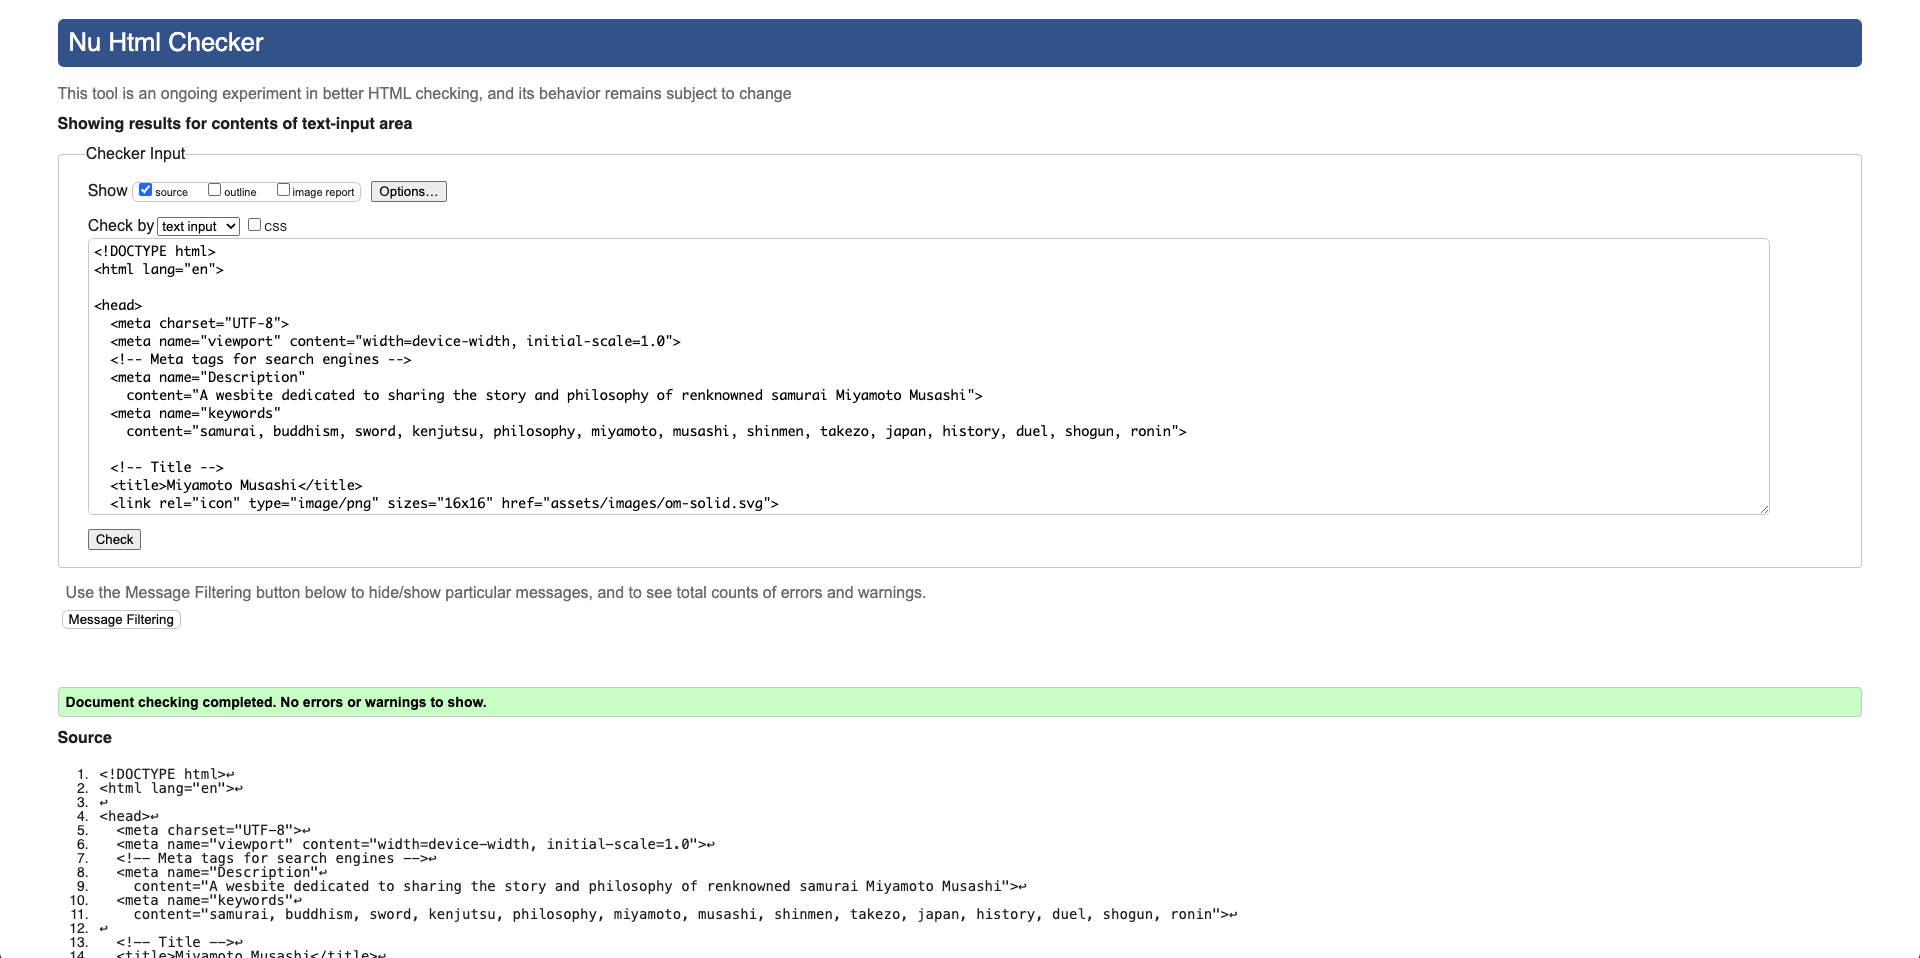 Nu Html Checker
This tool is an ongoing experiment in better HTML checking, and its behavior remains subject to change
Showing results for contents of text-input area
Checker Input
Show source outline image report Options...
Check by text input CSS
<!DOCTYPE html>
<html lang="en">
<head>
<meta charset="UTF-8">
<meta name="viewport" content="width=device-width, initial-scale=1.0">
<!-- Meta tags for search engines -->
<meta name="Description"
content="A wesbite dedicated to sharing the story and philosophy of renknowned samurai Miyamoto Musashi">
<meta name="keywords"
content="samurai, buddhism, sword, kenjutsu, philosophy, miyamoto, musashi, shinmen, takezo, japan, history, duel, shogun, ronin">
<!-- Title -->
<title>Miyamoto Musashi</title>
<link rel="icon" type="image/png" sizes="16x16" href="assets/images/om-solid.svg">
Check
Use the Message Filtering button below to hide/show particular messages, and to see total counts of errors and warnings.
Message Filtering
Document checking completed. No errors or warnings to show.
Source
1. <!DOCTYPE html>↩
2. <html lang="en">↩
3. ↩
4. <head>↩
5. <meta charset="UTF-8">↩
6. <meta name="viewport" content="width=device-width, initial-scale=1.0">↩
7. <!-- Meta tags for search engines -->↩
8. <meta name="Description"↩
9. content="A wesbite dedicated to sharing the story and philosophy of renknowned samurai Miyamoto Musashi">↩
10. <meta name="keywords"↩
11. content="samurai, buddhism, sword, kenjutsu, philosophy, miyamoto, musashi, shinmen, takezo, japan, history, duel, shogun, ronin">↩
12. ↩
13. <!-- Title -->↩
14. <title>Miyamoto Musashi</title>↩